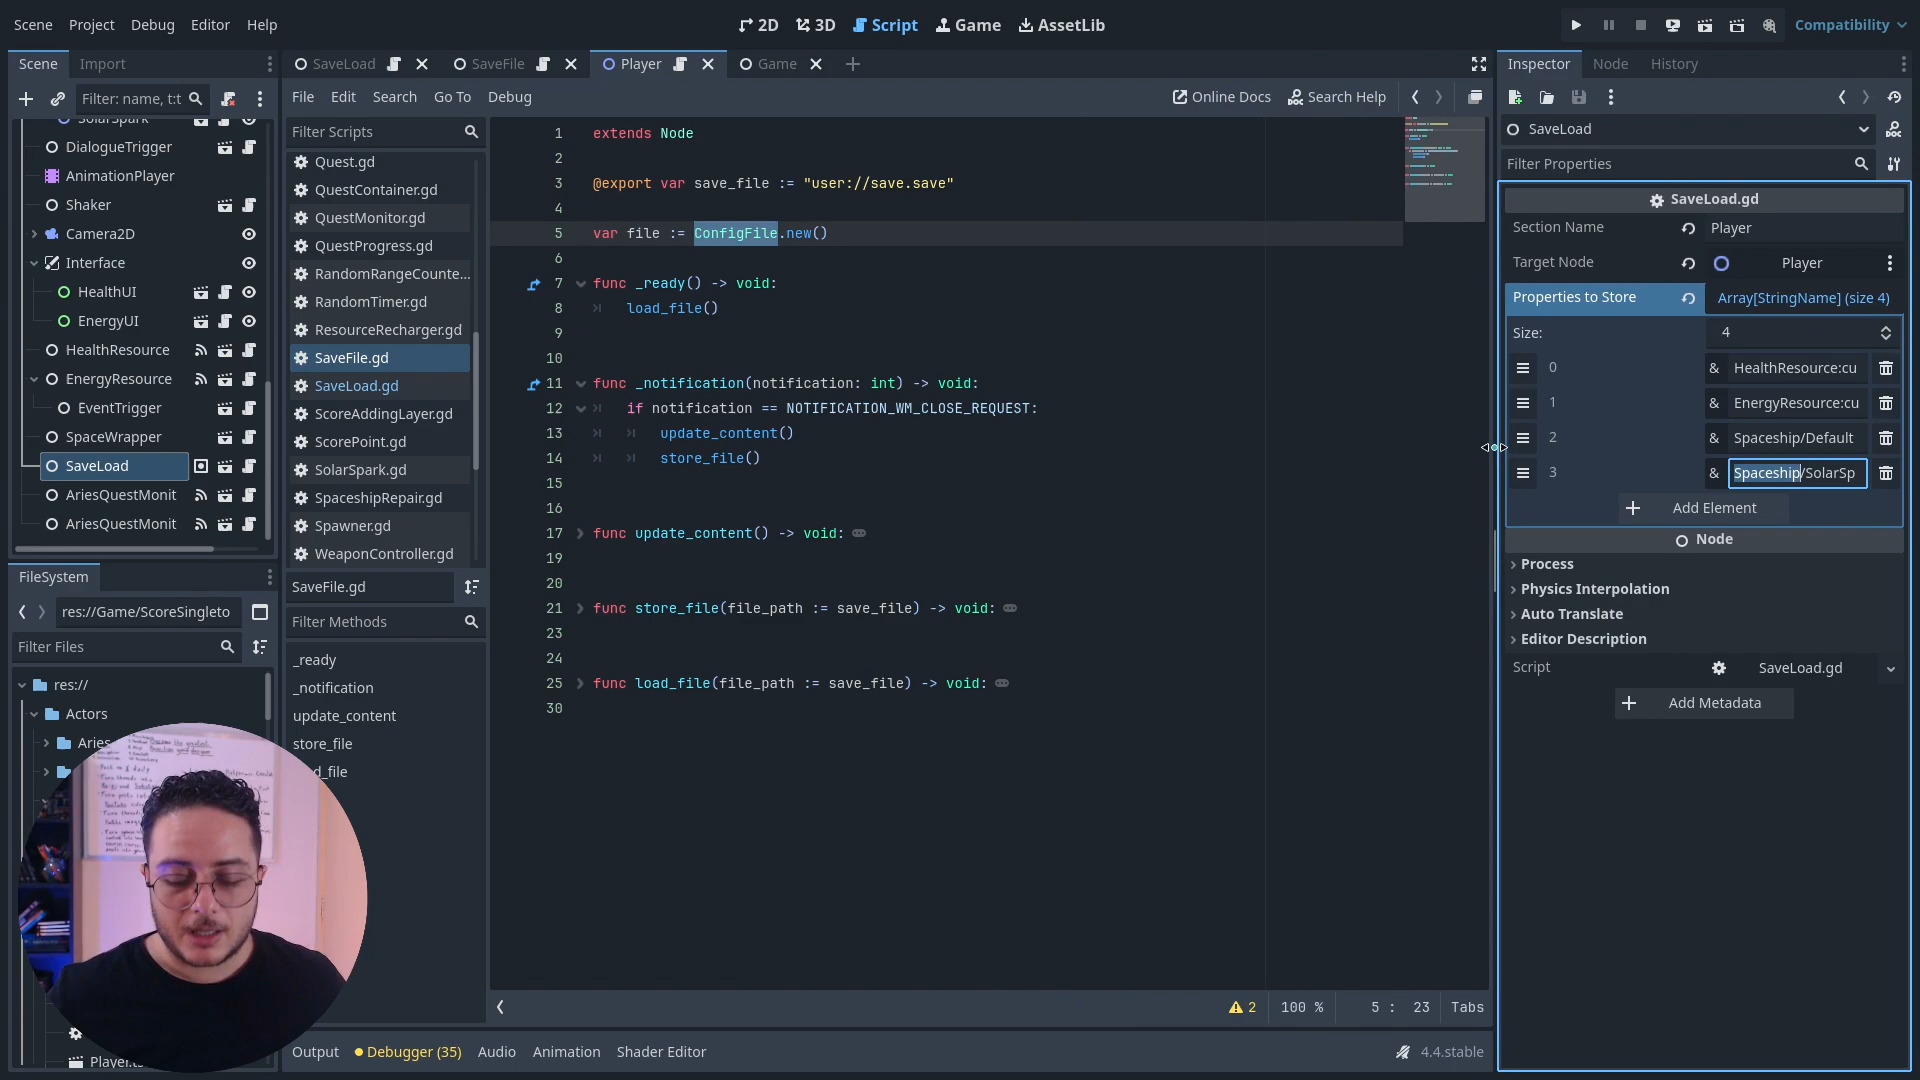 Scene Project Debug Editor Help
2D 3D Script Game AssetLib
Compatibility
Scene Import
Filter: name, t:t
SolarSpark
DialogueTrigger
AnimationPlayer
Shaker
Camera2D
Interface
HealthUI
EnergyUI
HealthResource
EnergyResource
EventTrigger
SpaceWrapper
SaveLoad
AriesQuestMonit
AriesQuestMonit
FileSystem
res://Game/ScoreSingleto
Filter Files
res://
Actors
Aries
Player.ts
SaveLoad SaveFile Player Game
File Edit Search Go To Debug
Online Docs Search Help
Filter Scripts
Quest.gd
QuestContainer.gd
QuestMonitor.gd
QuestProgress.gd
RandomRangeCounte...
RandomTimer.gd
ResourceRecharger.gd
SaveFile.gd
SaveLoad.gd
ScoreAddingLayer.gd
ScorePoint.gd
SolarSpark.gd
SpaceshipRepair.gd
Spawner.gd
WeaponController.gd
SaveFile.gd
Filter Methods
_ready
_notification
update_content
store_file
d_file
1 extends Node
2
3 @export var save_file := "user://save.save"
4
5 var file := ConfigFile.new()
6
7 func _ready() -> void:
8 load_file()
9
10
11 func _notification(notification: int) -> void:
12 if notification == NOTIFICATION_WM_CLOSE_REQUEST:
13 update_content()
14 store_file()
15
16
17 func update_content() -> void:
19
20
21 func store_file(file_path := save_file) -> void:
23
24
25 func load_file(file_path := save_file) -> void:
30
2 100 % 5 : 23 Tabs
Output Debugger (35) Audio Animation Shader Editor
4.4.stable
Inspector Node History
SaveLoad
Filter Properties
SaveLoad.gd
Section Name Player
Target Node Player
Properties to Store Array[StringName] (size 4)
Size: 4
0 & HealthResource:cu
1 & EnergyResource:cu
2 & Spaceship/Default
3 & Spaceship/SolarSp
Add Element
Node
Process
Physics Interpolation
Auto Translate
Editor Description
Script SaveLoad.gd
Add Metadata